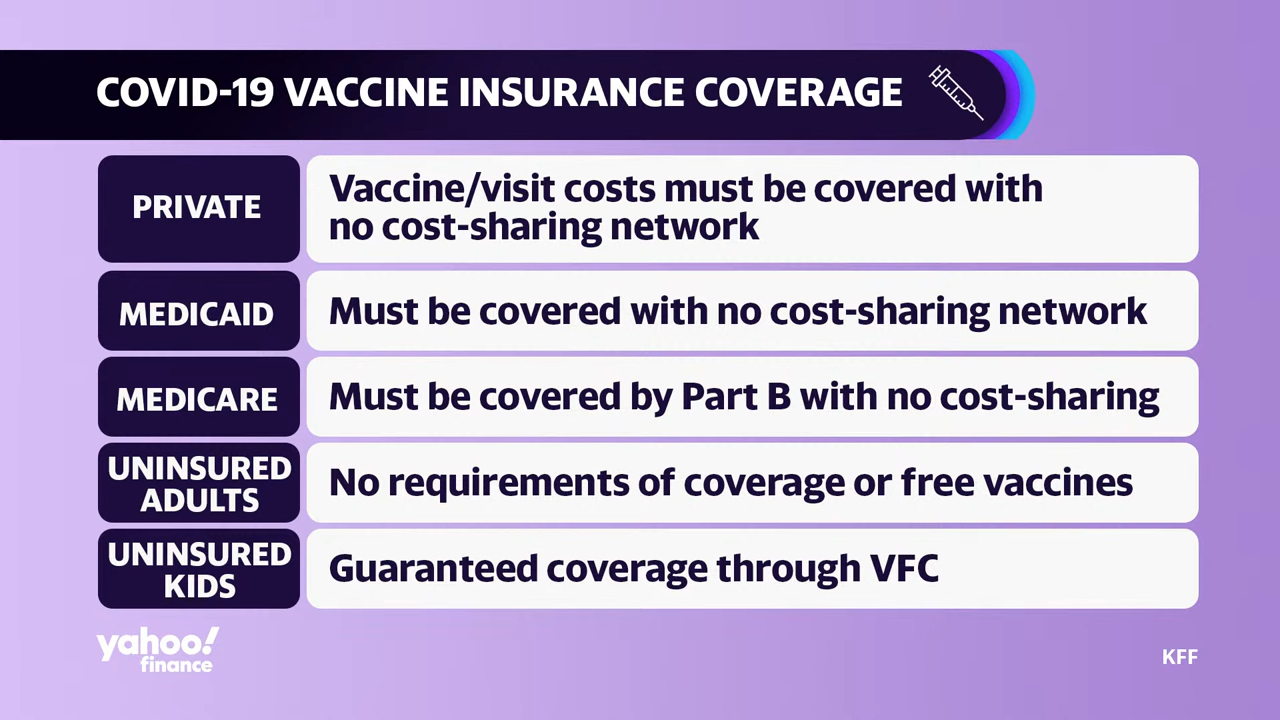 COVID-19 VACCINE INSURANCE COVERAGE
PRIVATE
Vaccine/visit costs must be covered with
no cost-sharing network
MEDICAID
Must be covered with no cost-sharing network
MEDICARE
Must be covered by Part B with no cost-sharing
UNINSURED
ADULTS
No requirements of coverage or free vaccines
UNINSURED
KIDS
Guaranteed coverage through VFC
yahoo!
finance
KFF